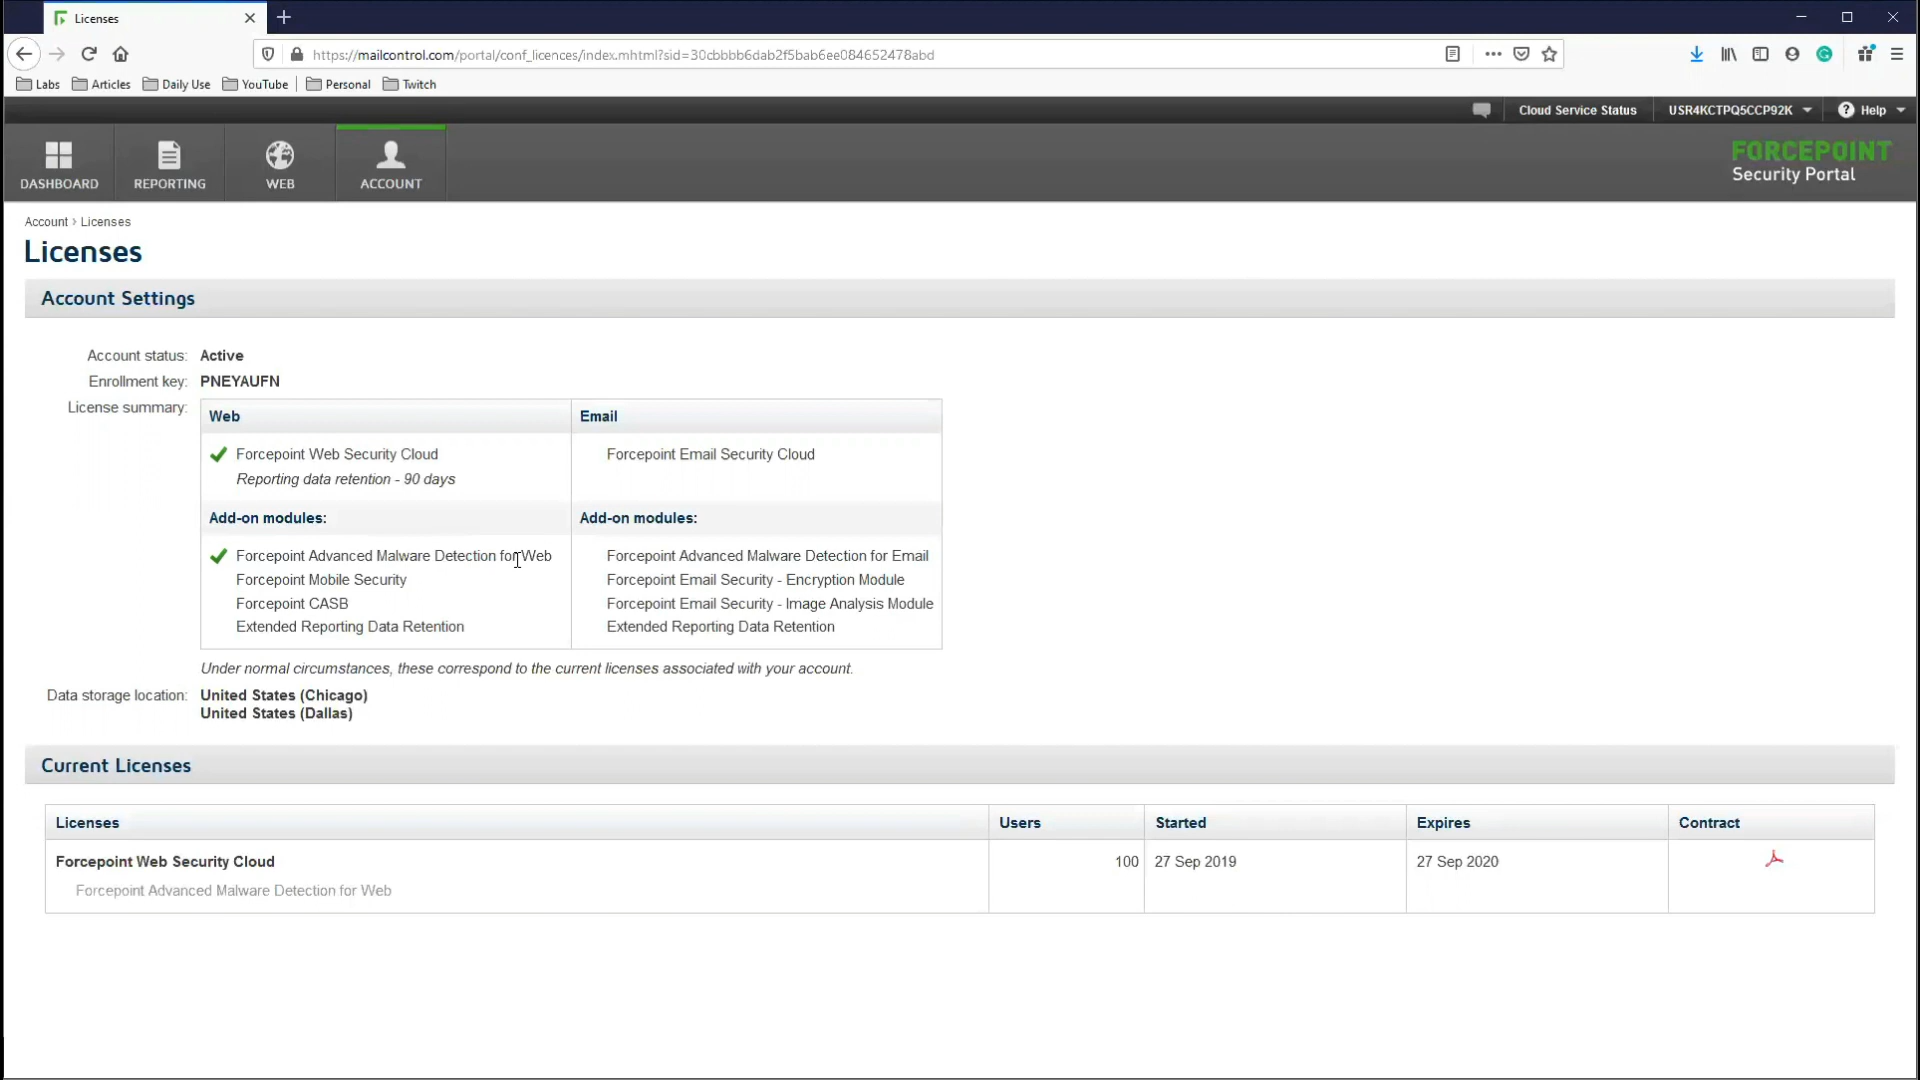 Licenses
https://mailcontrol.com/portal/conf_licences/index.mhtml?sid=30cbbbb6dab2f5bab6ee084652478abd
Labs Articles Daily Use YouTube Personal Twitch
Cloud Service Status USR4KCTPQ5CCP92K Help
DASHBOARD REPORTING WEB ACCOUNT
FORCEPOINT
Security Portal
Account > Licenses
Licenses
Account Settings
Account status: Active
Enrollment key: PNEYAUFN
License summary:
Web Email
Forcepoint Web Security Cloud Forcepoint Email Security Cloud
Reporting data retention - 90 days
Add-on modules: Add-on modules:
Forcepoint Advanced Malware Detection for Web Forcepoint Advanced Malware Detection for Email
Forcepoint Mobile Security Forcepoint Email Security - Encryption Module
Forcepoint CASB Forcepoint Email Security - Image Analysis Module
Extended Reporting Data Retention Extended Reporting Data Retention
Under normal circumstances, these correspond to the current licenses associated with your account.
Data storage location: United States (Chicago)
United States (Dallas)
Current Licenses
Licenses Users Started Expires Contract
Forcepoint Web Security Cloud 100 27 Sep 2019 27 Sep 2020
Forcepoint Advanced Malware Detection for Web